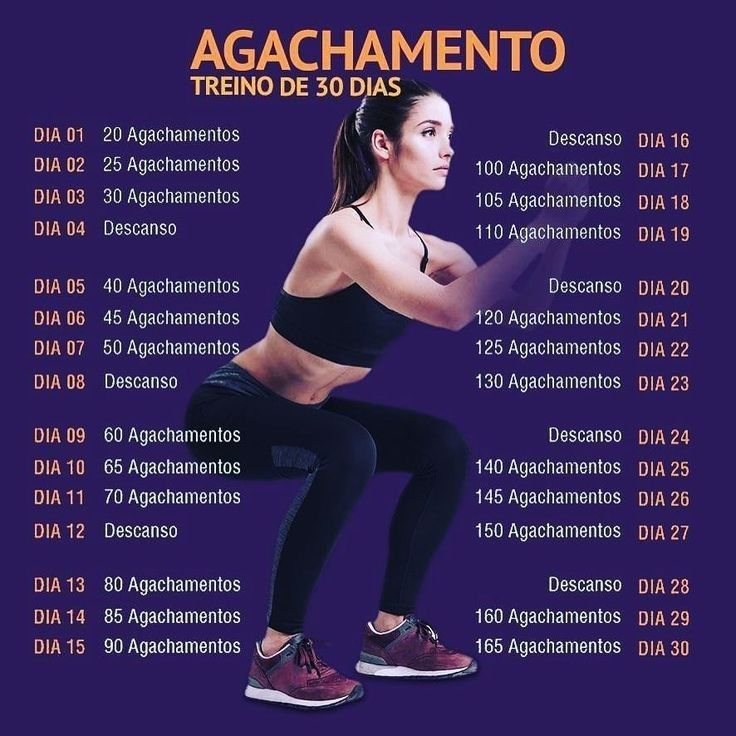 AGACHAMENTO
TREINO DE 30 DIAS
DIA 01 20 Agachamentos
DIA 02 25 Agachamentos
DIA 03 30 Agachamentos
DIA 04 Descanso
DIA 05 40 Agachamentos
DIA 06 45 Agachamentos
DIA 07 50 Agachamentos
DIA 08 Descanso
DIA 09 60 Agachamentos
DIA 10 65 Agachamentos
DIA 11 70 Agachamentos
DIA 12 Descanso
DIA 13 80 Agachamentos
DIA 14 85 Agachamentos
DIA 15 90 Agachamentos
Descanso DIA 16
100 Agachamentos DIA 17
105 Agachamentos DIA 18
110 Agachamentos DIA 19
Descanso DIA 20
120 Agachamentos DIA 21
125 Agachamentos DIA 22
130 Agachamentos DIA 23
Descanso DIA 24
140 Agachamentos DIA 25
145 Agachamentos DIA 26
150 Agachamentos DIA 27
Descanso DIA 28
160 Agachamentos DIA 29
165 Agachamentos DIA 30